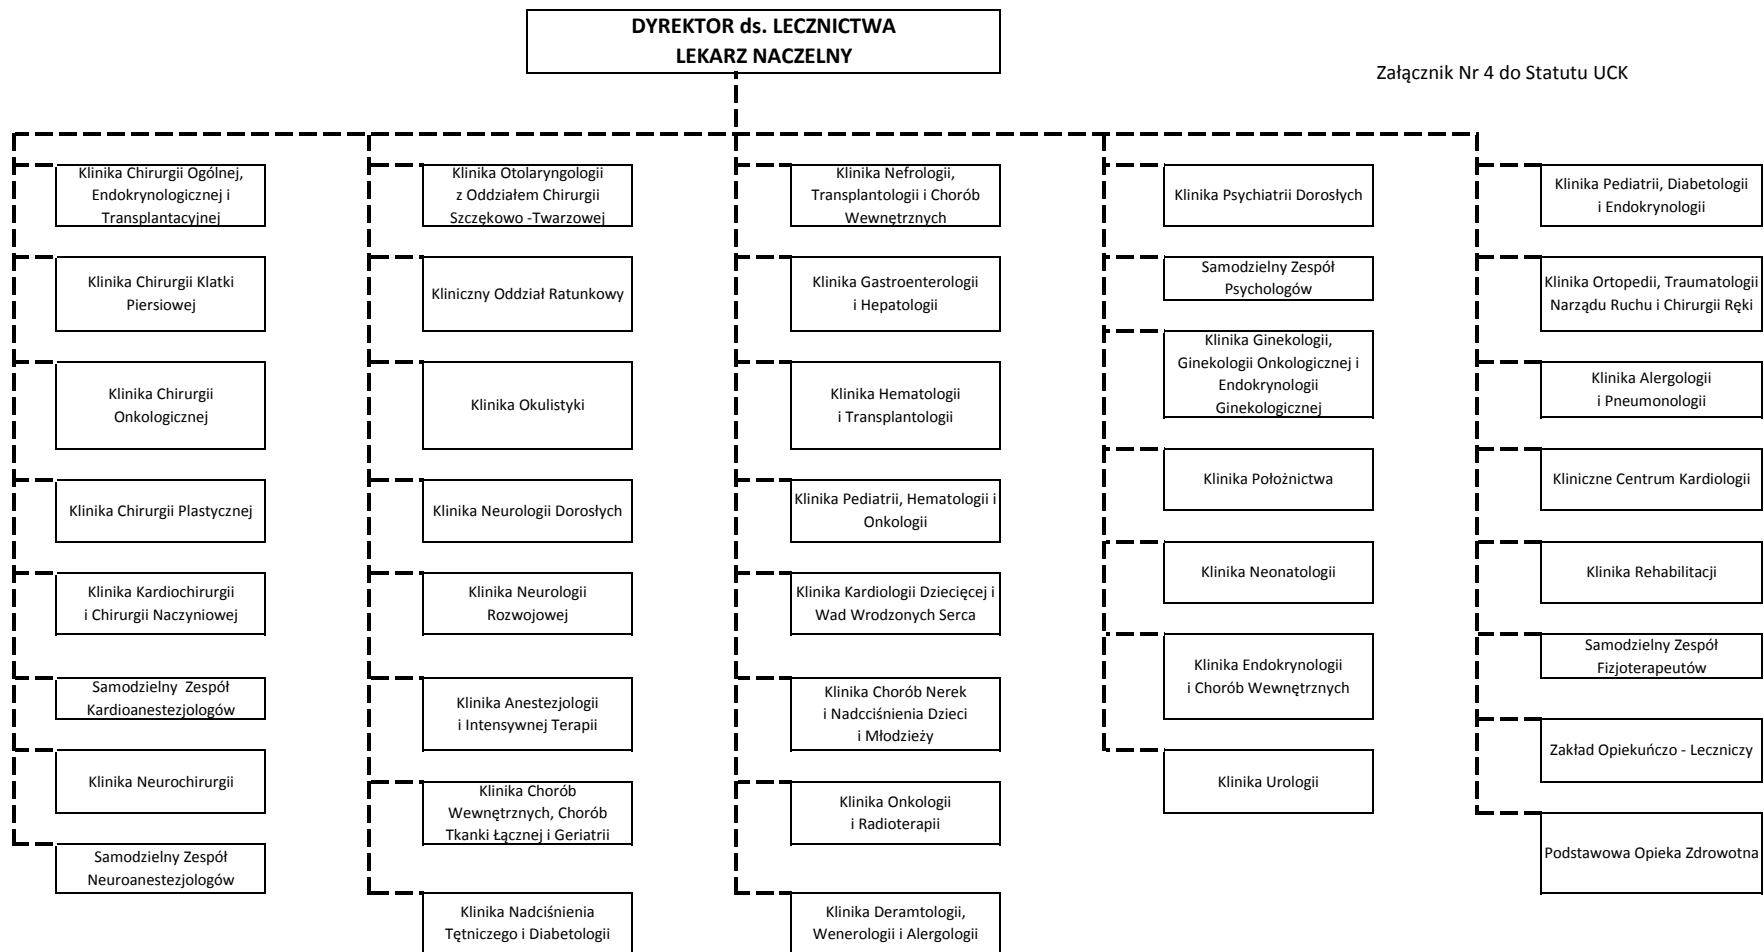 DYREKTOR ds. LECZNICTWA
LEKARZ NACZELNY
Załącznik Nr 4 do Statutu UCK
Klinika Chirurgii Ogólnej,
Endokrynologicznej i
Transplantacyjnej
Klinika Chirurgii Klatki
Piersiowej
Klinika Chirurgii
Onkologicznej
Klinika Chirurgii Plastycznej
Klinika Kardiochirurgii
i Chirurgii Naczyniowej
Samodzielny Zespół
Kardioanestezjologów
Klinika Neurochirurgii
Samodzielny Zespół
Neuroanestezjologów
Klinika Otolaryngologii
z Oddziałem Chirurgii
Szczękowo -Twarzowej
Kliniczny Oddział Ratunkowy
Klinika Okulistyki
Klinika Neurologii Dorosłych
Klinika Neurologii
Rozwojowej
Klinika Anestezjologii
i Intensywnej Terapii
Klinika Chorób
Wewnętrznych, Chorób
Tkanki Łącznej i Geriatrii
Klinika Nadciśnienia
Tętniczego i Diabetologii
Klinika Nefrologii,
Transplantologii i Chorób
Wewnętrznych
Klinika Gastroenterologii
i Hepatologii
Klinika Hematologii
i Transplantologii
Klinika Pediatrii, Hematologii i
Onkologii
Klinika Kardiologii Dziecięcej i
Wad Wrodzonych Serca
Klinika Chorób Nerek
i Nadcciśnienia Dzieci
i Młodzieży
Klinika Onkologii
i Radioterapii
Klinika Deramtologii,
Wenerologii i Alergologii
Klinika Psychiatrii Dorosłych
Samodzielny Zespół
Psychologów
Klinika Ginekologii,
Ginekologii Onkologicznej i
Endokrynologii
Ginekologicznej
Klinika Położnictwa
Klinika Neonatologii
Klinika Endokrynologii
i Chorób Wewnętrznych
Klinika Urologii
Klinika Pediatrii, Diabetologii
i Endokrynologii
Klinika Ortopedii, Traumatologii
Narządu Ruchu i Chirurgii Ręki
Klinika Alergologii
i Pneumonologii
Kliniczne Centrum Kardiologii
Klinika Rehabilitacji
Samodzielny Zespół
Fizjoterapeutów
Zakład Opiekuńczo - Leczniczy
Podstawowa Opieka Zdrowotna